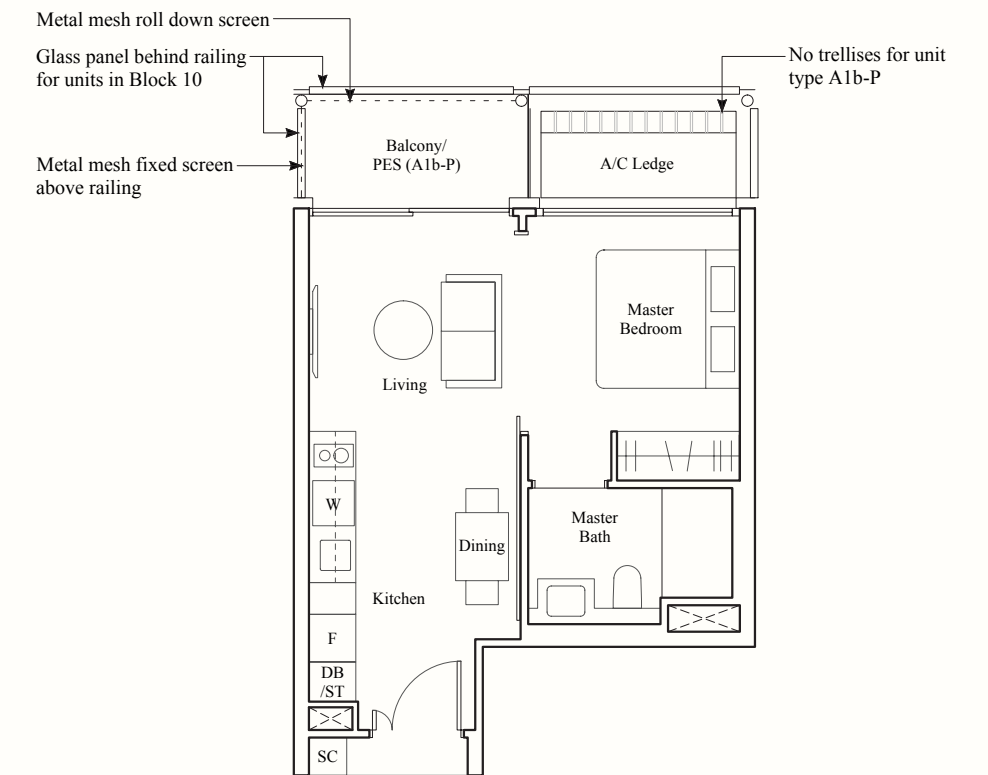 Metal mesh roll down screen
Glass panel behind railing
for units in Block 10
Metal mesh fixed screen
above railing
No trellises for unit
type A1b-P
Balcony/
PES (A1b-P)
A/C Ledge
Master
Bedroom
Living
W
Dining
Master
Bath
Kitchen
F
DB
/ST
SC